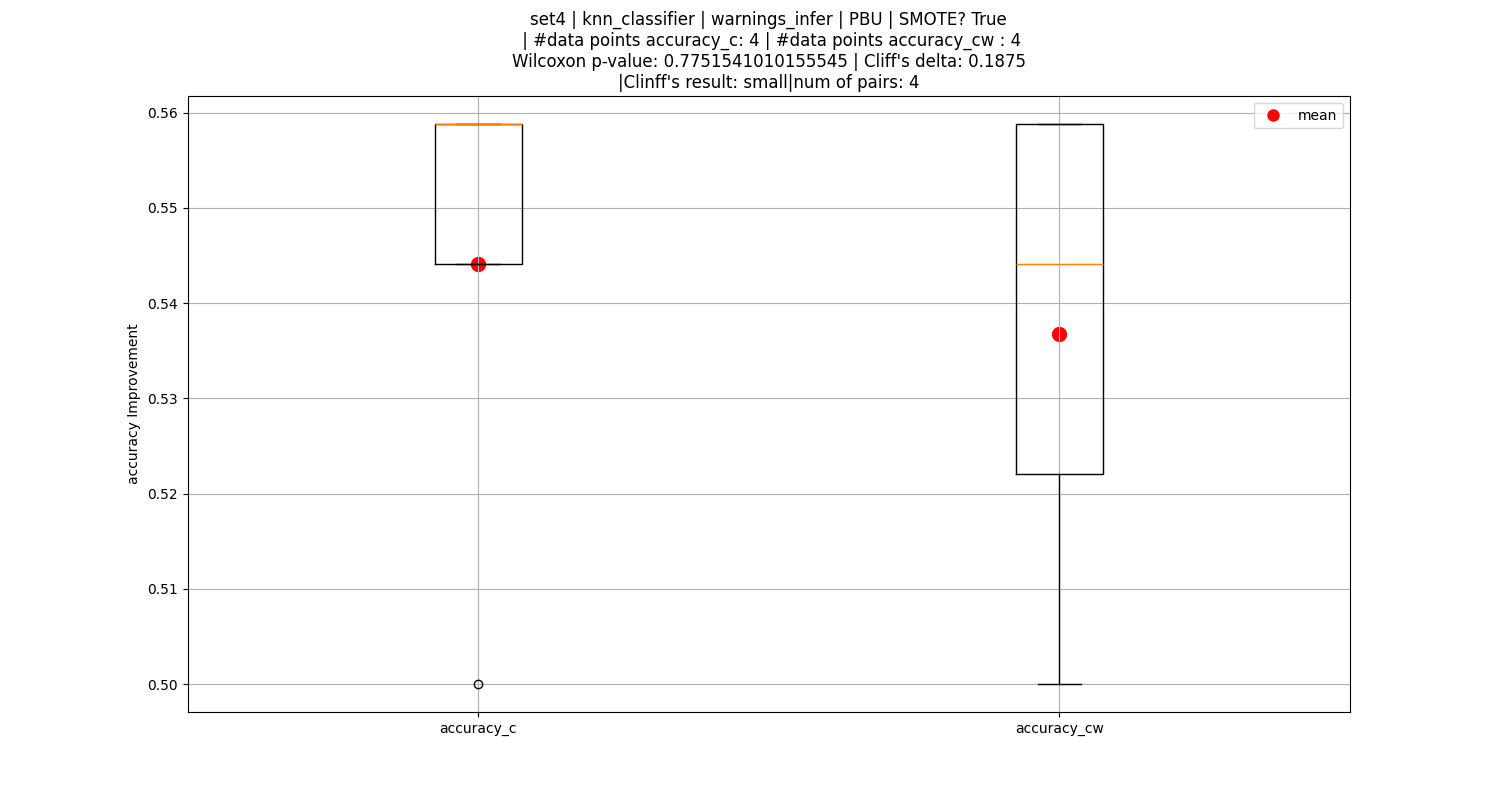 set4 | knn_classifier | warnings_infer | PBU | SMOTE? True
| #data points accuracy_c: 4 | #data points accuracy_cw : 4
Wilcoxon p-value: 0.7751541010155545 | Cliff's delta: 0.1875
|Clinff's result: small|num of pairs: 4
mean
0.56
0.55
0.54
0.53
0.52
0.51
0.50
accuracy Improvement
accuracy_c
accuracy_cw